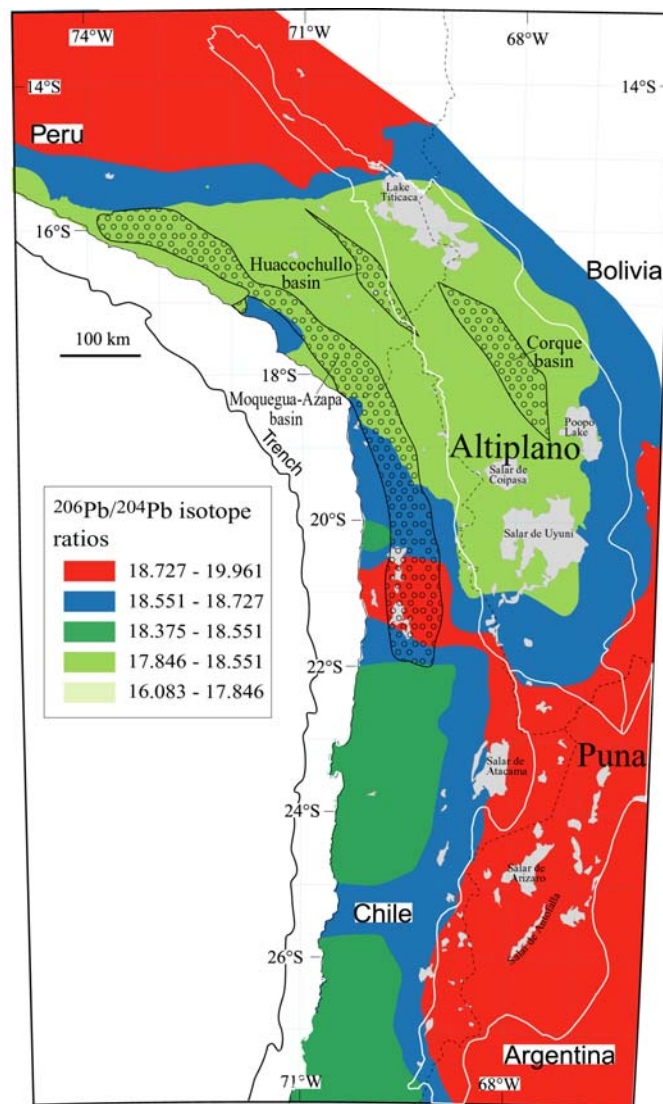 74°W
71°W
68°W
14°S
14°S
Peru
Lake
Titicaca
16°S
Huaccochullo
basin
Bolivia
100 km
Corque
basin
18°S
Moquegua-Azapa
basin
Poopo
Lake
Trench
Altiplano
Salar de
Coipasa
206Pb/204Pb isotope
ratios
20°S
Salar de Uyuni
18.727 - 19.961
18.551 - 18.727
18.375 - 18.551
17.846 - 18.551
22°S
16.083 - 17.846
Puna
Salar de
Atacama
24°S
Salar de
Arizaro
Chile
Salar de Antofalla
26°S
Argentina
71°W
68°W